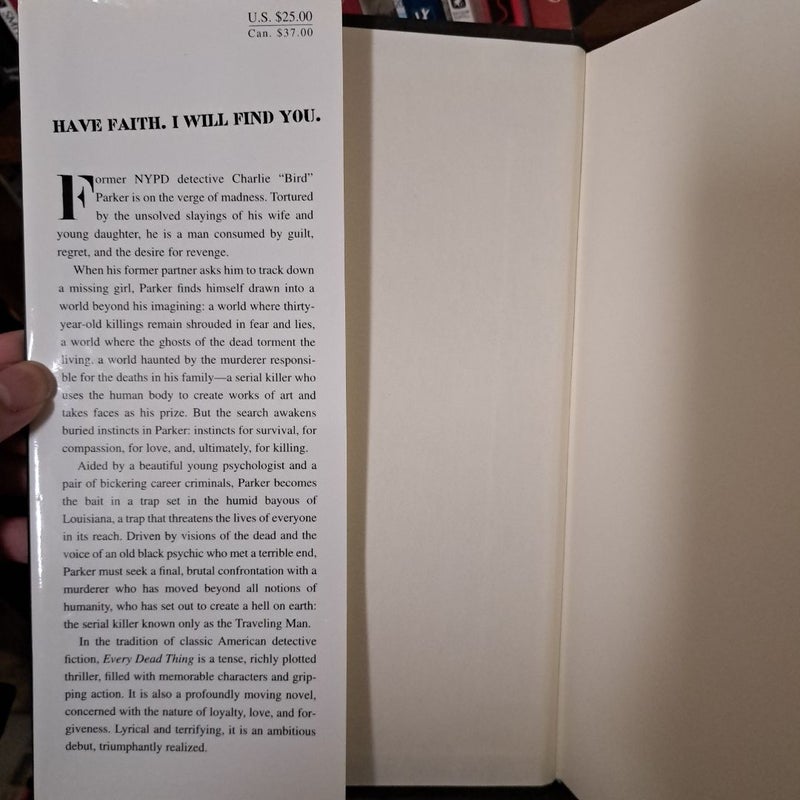 U.S. $25.00
Can. $37.00
HAVE FAITH. I WILL FIND YOU.
Former NYPD detective Charlie “Bird”
Parker is on the verge of madness. Tortured
by the unsolved slayings of his wife and
young daughter, he is a man consumed by guilt,
regret, and the desire for revenge.
When his former partner asks him to track down
a missing girl, Parker finds himself drawn into a
world beyond his imagining: a world where thirty-
year-old killings remain shrouded in fear and lies,
a world where the ghosts of the dead torment the
living, a world haunted by the murderer responsi-
ble for the deaths in his family—a serial killer who
uses the human body to create works of art and
takes faces as his prize. But the search awakens
buried instincts in Parker: instincts for survival, for
compassion, for love, and, ultimately, for killing.
Aided by a beautiful young psychologist and a
pair of bickering career criminals, Parker becomes
the bait in a trap set in the humid bayous of
Louisiana, a trap that threatens the lives of everyone
in its reach. Driven by visions of the dead and the
voice of an old black psychic who met a terrible end,
Parker must seek a final, brutal confrontation with a
murderer who has moved beyond all notions of
humanity, who has set out to create a hell on earth:
the serial killer known only as the Traveling Man.
In the tradition of classic American detective
fiction, Every Dead Thing is a tense, richly plotted
thriller, filled with memorable characters and grip-
ping action. It is also a profoundly moving novel,
concerned with the nature of loyalty, love, and for-
giveness. Lyrical and terrifying, it is an ambitious
debut, triumphantly realized.